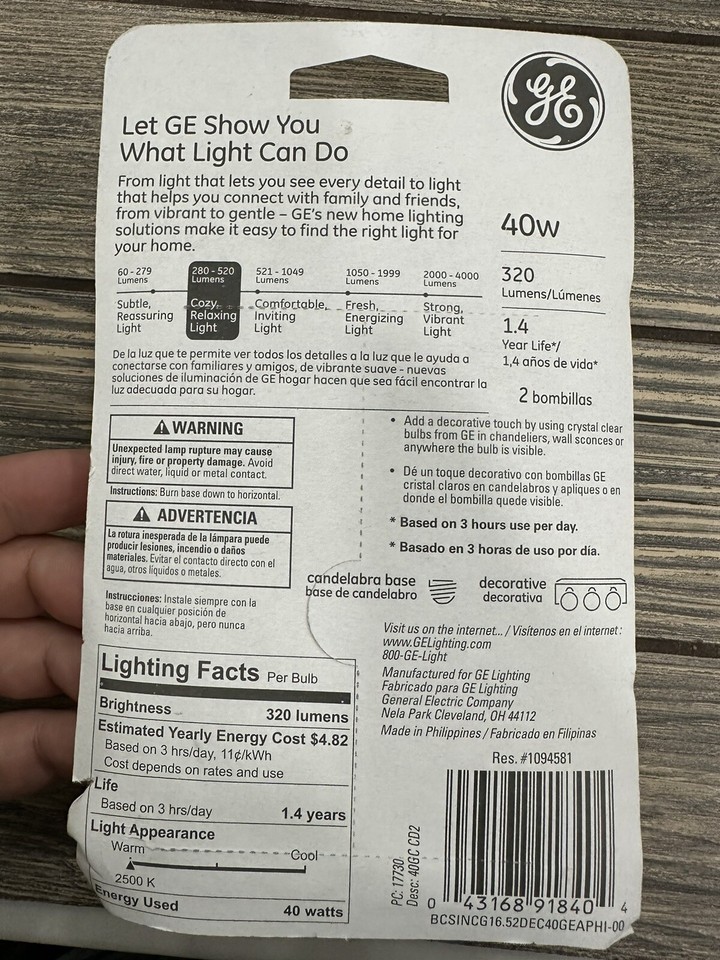 GE
Let GE Show You
What Light Can Do
From light that lets you see every detail to light
that helps you connect with family and friends,
from vibrant to gentle – GE's new home lighting
solutions make it easy to find the right light for
your home.
40w
320
Lumens/Lúmenes
1.4
Year Life*/
1,4 años de vida*
2 bombillas
60 - 279
Lumens
Subtle,
Reassuring
Light
280 - 520
Lumens
Cozy,
Relaxing
Light
521 - 1049
Lumens
Comfortable,
Inviting
Light
1050 - 1999
Lumens
Fresh,
Energizing
Light
2000 - 4000
Lumens
Strong,
Vibrant
Light
De la luz que te permite ver todos los detalles a la luz que le ayuda a
conectarse con familiares y amigos, de vibrante suave - nuevas
soluciones de iluminación de GE hogar hacen que sea fácil encontrar la
luz adecuada para su hogar.
WARNING
Unexpected lamp rupture may cause
injury, fire or property damage. Avoid
direct water, liquid or metal contact.
Instructions: Burn base down to horizontal.
ADVERTENCIA
La rotura inesperada de la lámpara puede
producir lesiones, incendio o daños
materiales. Evitar el contacto directo con el
agua, otros líquidos o metales.
Instrucciones: Instale siempre con la
base en cualquier posición de
horizontal hacia abajo, pero nunca
hacia arriba.
• Add a decorative touch by using crystal clear
bulbs from GE in chandeliers, wall sconces or
anywhere the bulb is visible.
• Dé un toque decorativo con bombillas GE
cristal claros en candelabros y apliques o en
donde el bombilla quede visible.
* Based on 3 hours use per day.
* Basado en 3 horas de uso por día.
candelabra base
base de candelabro
decorative
decorativa
Visit us on the internet... / Visítenos en el internet:
www.GELighting.com
800-GE-Light
Manufactured for GE Lighting
Fabricado para GE Lighting
General Electric Company
Nela Park Cleveland, OH 44112
Made in Philippines / Fabricado en Filipinas
Lighting Facts Per Bulb
Brightness 320 lumens
Estimated Yearly Energy Cost $4.82
Based on 3 hrs/day, 11¢/kWh
Cost depends on rates and use
Life
Based on 3 hrs/day 1.4 years
Light Appearance
Warm Cool
2500 K
Energy Used 40 watts
Res. #1094581
PC: 17730
Desc: 40GC CD2
0 43168 91840 4
BCSINCG16.52DEC40GEAPHI-00